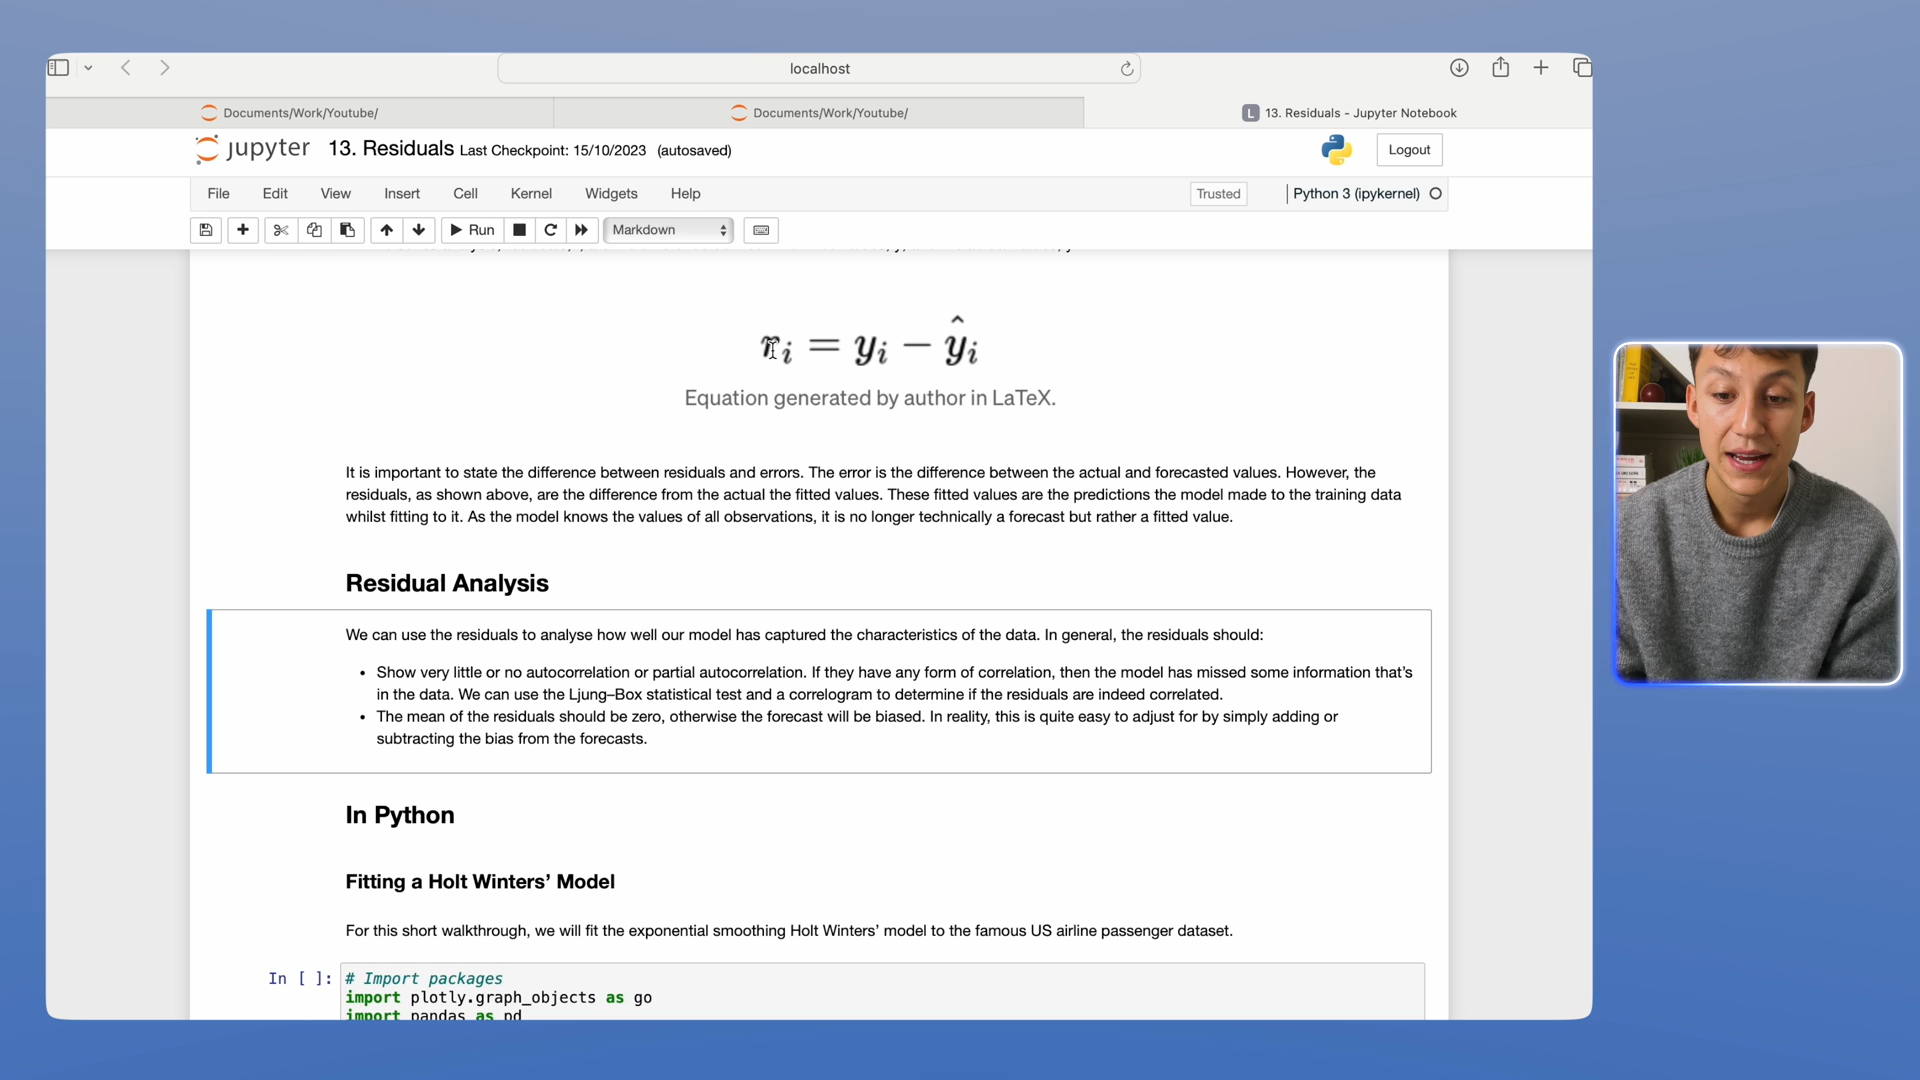 localhost
Documents/Work/Youtube/
Documents/Work/Youtube/
L 13. Residuals - Jupyter Notebook
jupyter 13. Residuals Last Checkpoint: 15/10/2023 (autosaved)
Logout
File Edit View Insert Cell Kernel Widgets Help
Trusted
Python 3 (ipykernel)
Run
Markdown
rᵢ = yᵢ − ŷᵢ
Equation generated by author in LaTeX.
It is important to state the difference between residuals and errors. The error is the difference between the actual and forecasted values. However, the
residuals, as shown above, are the difference from the actual the fitted values. These fitted values are the predictions the model made to the training data
whilst fitting to it. As the model knows the values of all observations, it is no longer technically a forecast but rather a fitted value.
Residual Analysis
We can use the residuals to analyse how well our model has captured the characteristics of the data. In general, the residuals should:
• Show very little or no autocorrelation or partial autocorrelation. If they have any form of correlation, then the model has missed some information that’s
in the data. We can use the Ljung–Box statistical test and a correlogram to determine if the residuals are indeed correlated.
• The mean of the residuals should be zero, otherwise the forecast will be biased. In reality, this is quite easy to adjust for by simply adding or
subtracting the bias from the forecasts.
In Python
Fitting a Holt Winters’ Model
For this short walkthrough, we will fit the exponential smoothing Holt Winters’ model to the famous US airline passenger dataset.
In [ ]: # Import packages
import plotly.graph_objects as go
import pandas as pd